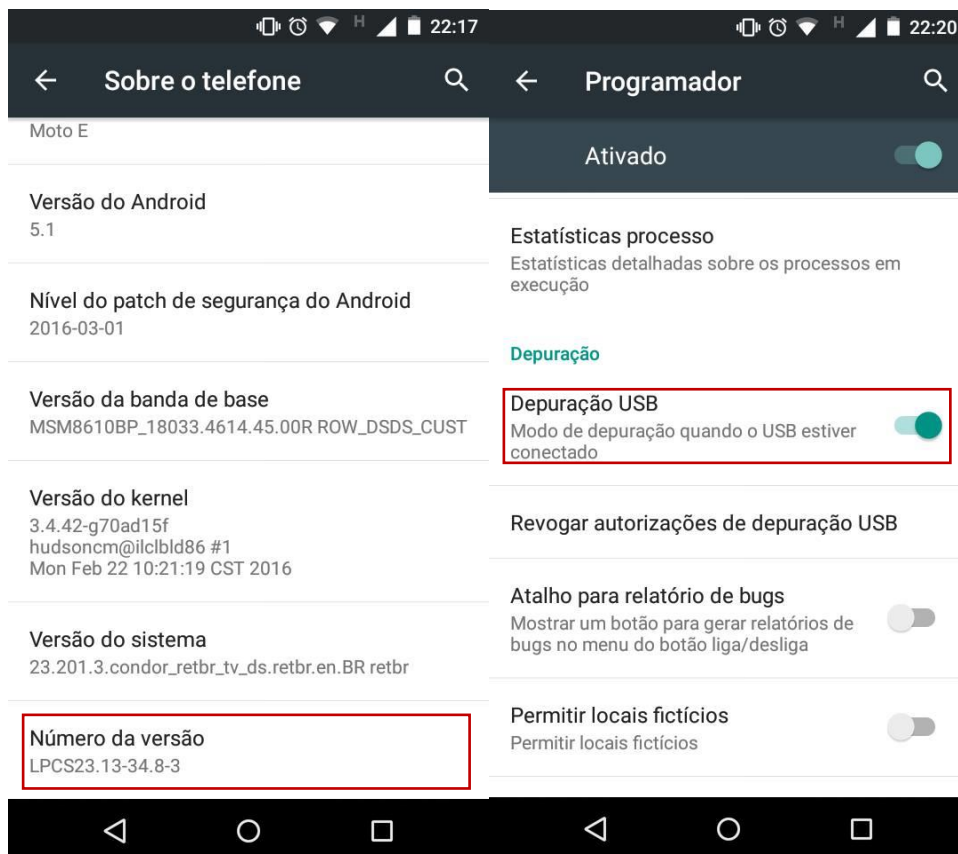 H 22:17
Sobre o telefone
Moto E
Versão do Android
5.1
Nível do patch de segurança do Android
2016-03-01
Versão da banda de base
MSM8610BP_18033.4614.45.00R ROW_DSDS_CUST
Versão do kernel
3.4.42-g70ad15f
hudsoncm@ilclbld86 #1
Mon Feb 22 10:21:19 CST 2016
Versão do sistema
23.201.3.condor_retbr_tv_ds.retbr.en.BR retbr
Número da versão
LPCS23.13-34.8-3
H 22:20
Programador
Ativado
Estatísticas processo
Estatísticas detalhadas sobre os processos em
execução
Depuração
Depuração USB
Modo de depuração quando o USB estiver
conectado
Revogar autorizações de depuração USB
Atalho para relatório de bugs
Mostrar um botão para gerar relatórios de
bugs no menu do botão liga/desliga
Permitir locais fictícios
Permitir locais fictícios